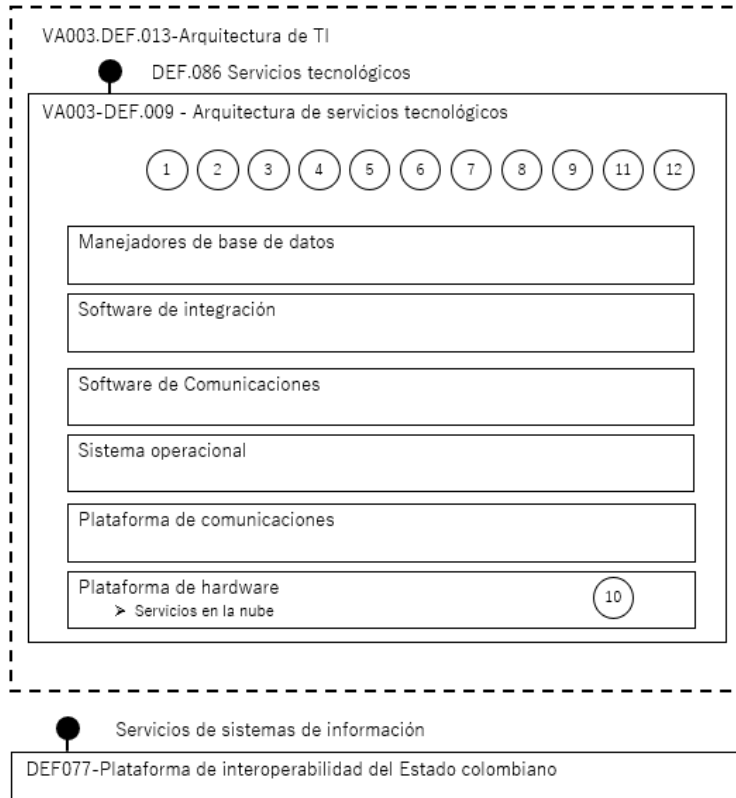 VA003.DEF.013-Arquitectura de TI
DEF.086 Servicios tecnológicos
VA003-DEF.009 - Arquitectura de servicios tecnológicos
1 2 3 4 5 6 7 8 9 11 12
Manejadores de base de datos
Software de integración
Software de Comunicaciones
Sistema operacional
Plataforma de comunicaciones
Plataforma de hardware
10
➤ Servicios en la nube
Servicios de sistemas de información
DEF077-Plataforma de interoperabilidad del Estado colombiano